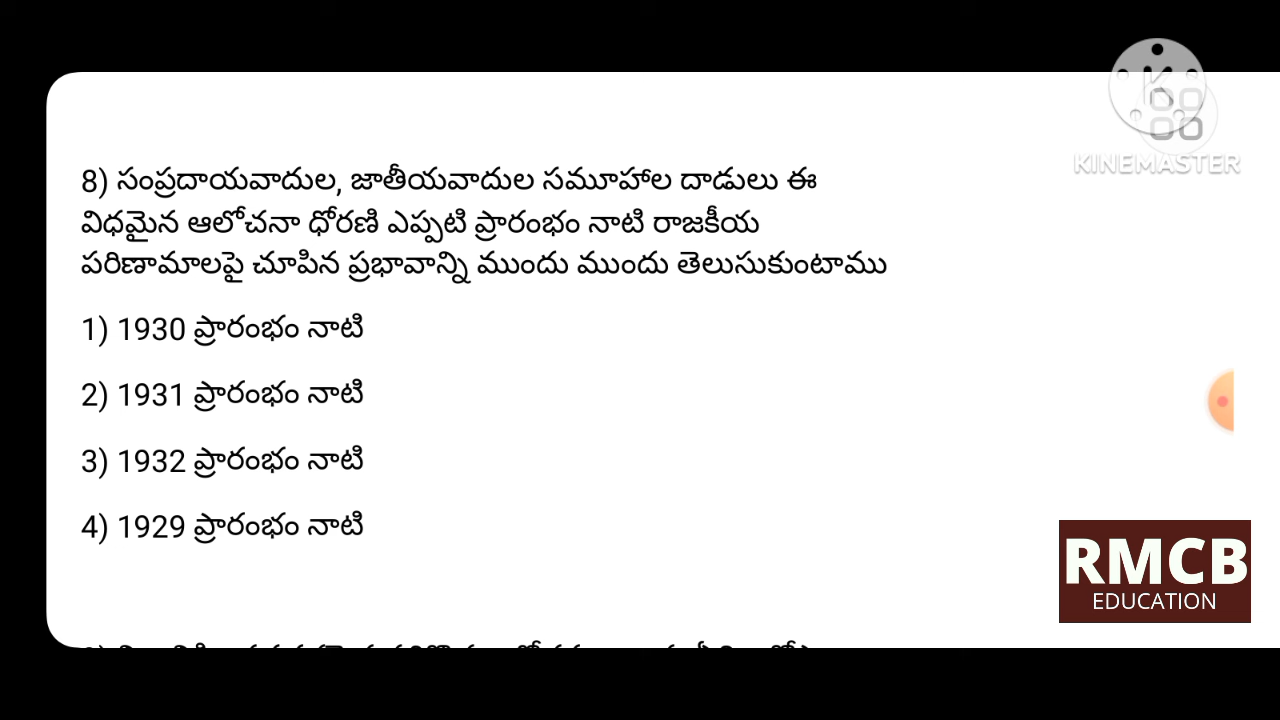 KINEMASTER
8) సంప్రదాయవాదుల, జాతీయవాదుల సమూహాల దాడులు ఈ
విధమైన ఆలోచనా ధోరణి ఎప్పటి ప్రారంభం నాటి రాజకీయ
పరిణామాలపై చూపిన ప్రభావాన్ని ముందు ముందు తెలుసుకుంటాము
1) 1930 ప్రారంభం నాటి
2) 1931 ప్రారంభం నాటి
3) 1932 ప్రారంభం నాటి
4) 1929 ప్రారంభం నాటి
RMCB
EDUCATION